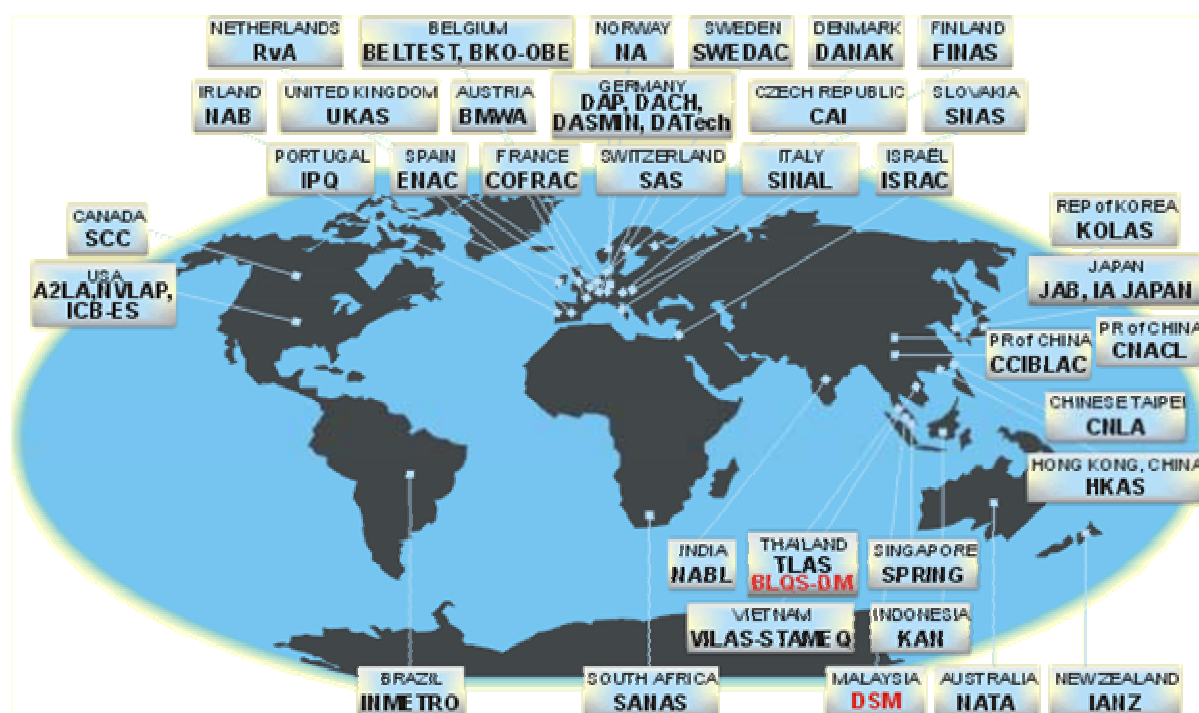 NETHERLANDS
RvA
BELGIUM
BELTEST, BKO-OBE
NORWAY
NA
SWEDEN
SWEDAC
DENMARK
DANAK
FINLAND
FINAS
IRLAND
NAB
UNITED KINGDOM
UKAS
AUSTRIA
BMWA
GERMANY
DAP, DACH,
DASMIN, DATech
CZECH REPUBLIC
CAI
SLOVAKIA
SNAS
PORTUGAL
IPQ
SPAIN
ENAC
FRANCE
COFRAC
SWITZERLAND
SAS
ITALY
SINAL
ISRAËL
ISRAC
CANADA
SCC
USA
A2LA,NVLAP,
ICB-ES
REP of KOREA
KOLAS
JAPAN
JAB, IA JAPAN
PR of CHINA
CCIBLAC
PR of CHINA
CNACL
CHINESE TAIPEI
CNLA
HONG KONG, CHINA
HKAS
INDIA
NABL
THAILAND
TLAS
BLQS-DM
SINGAPORE
SPRING
VIETNAM
VILAS-STAMEQ
INDONESIA
KAN
BRAZIL
INMETRO
SOUTH AFRICA
SANAS
MALAYSIA
DSM
AUSTRALIA
NATA
NEW ZEALAND
IANZ